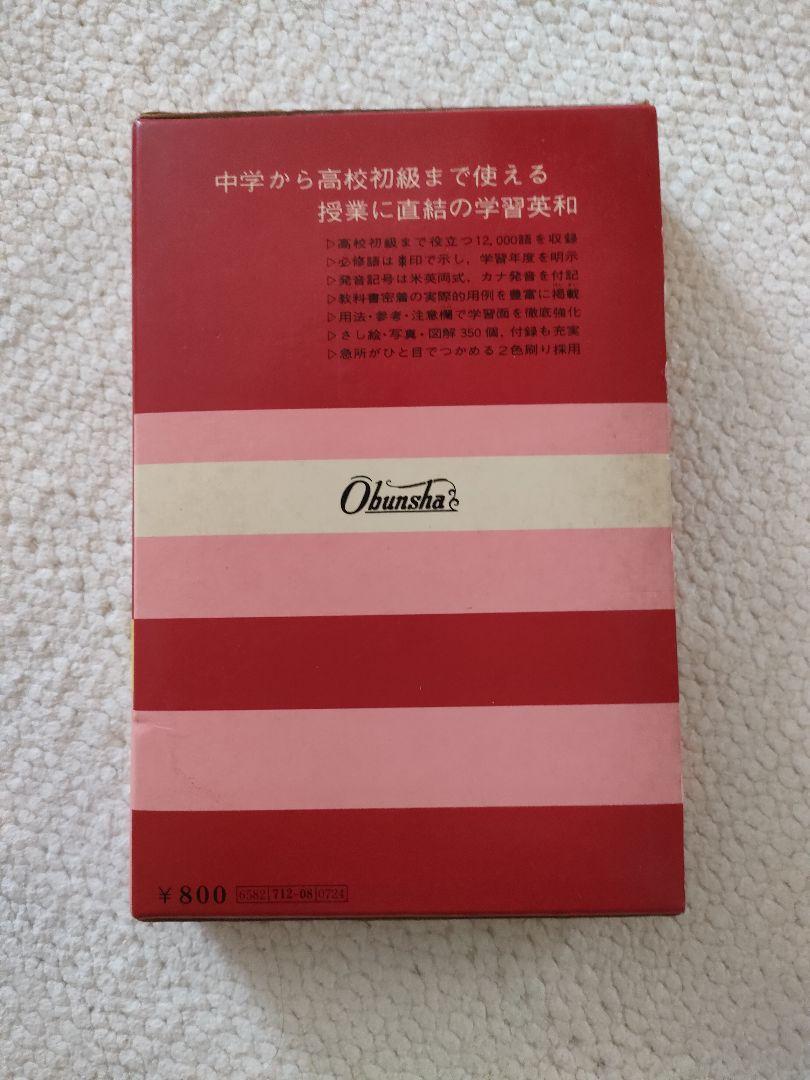 中学から高校初級まで使える
授業に直結の学習英和
▷高校初級まで役立つ12,000語を収録
▷必修語は*印で示し，学習年度を明示
▷発音記号は米英両式，カナ発音を付記
▷教科書密着の実際的用例を豊富に掲載
▷用法・参考・注意欄で学習面を徹底強化
▷さし絵・写真・図解350個，付録も充実
▷急所がひと目でつかめる2色刷り採用
Obunsha
¥800 6582 712-08 0724